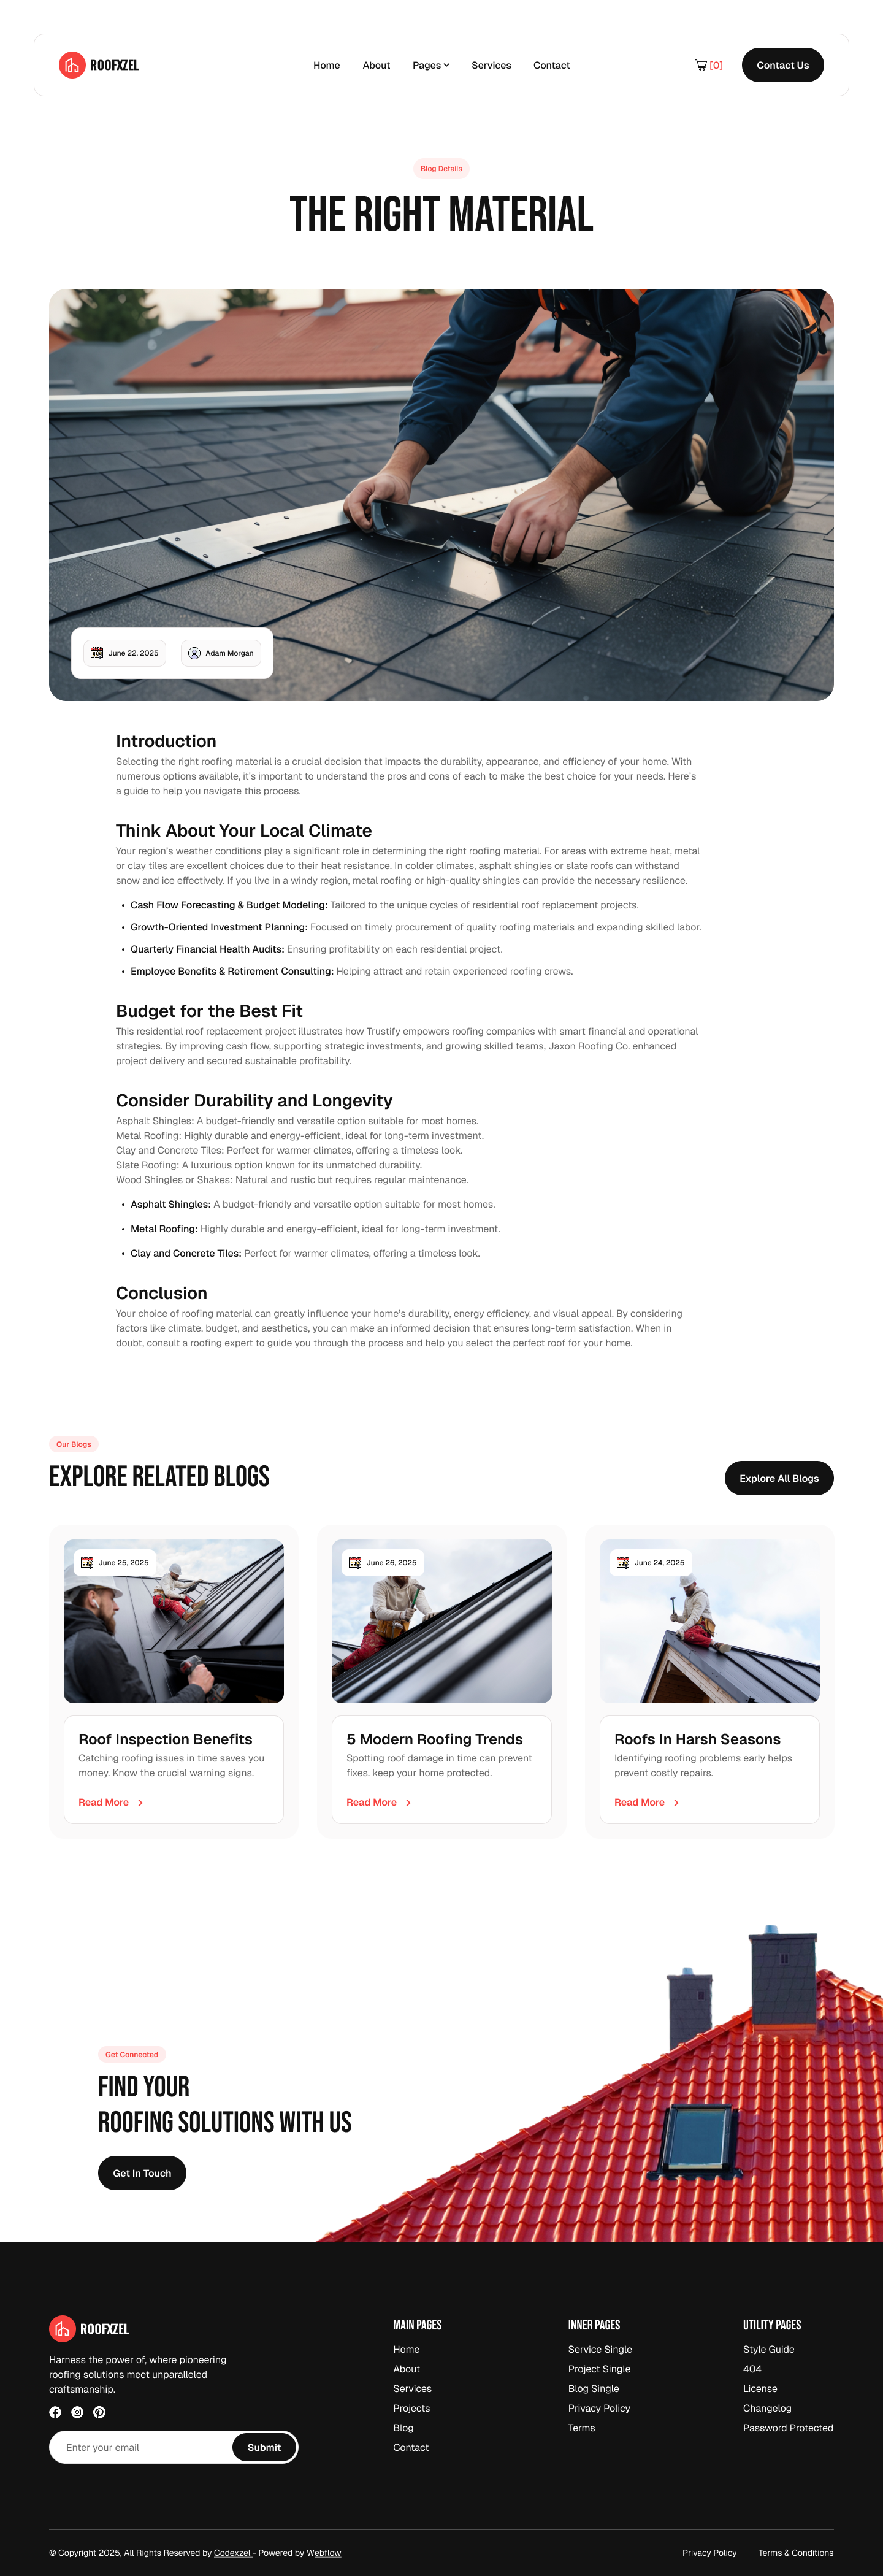 ROOFXZEL
Home
About
Pages
Services
Contact
[0]
Contact Us
Blog Details
THE RIGHT MATERIAL
June 22, 2025
Adam Morgan
Introduction
Selecting the right roofing material is a crucial decision that impacts the durability, appearance, and efficiency of your home. With
numerous options available, it's important to understand the pros and cons of each to make the best choice for your needs. Here's
a guide to help you navigate this process.
Think About Your Local Climate
Your region's weather conditions play a significant role in determining the right roofing material. For areas with extreme heat, metal
or clay tiles are excellent choices due to their heat resistance. In colder climates, asphalt shingles or slate roofs can withstand
snow and ice effectively. If you live in a windy region, metal roofing or high-quality shingles can provide the necessary resilience.
• Cash Flow Forecasting & Budget Modeling: Tailored to the unique cycles of residential roof replacement projects.
• Growth-Oriented Investment Planning: Focused on timely procurement of quality roofing materials and expanding skilled labor.
• Quarterly Financial Health Audits: Ensuring profitability on each residential project.
• Employee Benefits & Retirement Consulting: Helping attract and retain experienced roofing crews.
Budget for the Best Fit
This residential roof replacement project illustrates how Trustify empowers roofing companies with smart financial and operational
strategies. By improving cash flow, supporting strategic investments, and growing skilled teams, Jaxon Roofing Co. enhanced
project delivery and secured sustainable profitability.
Consider Durability and Longevity
Asphalt Shingles: A budget-friendly and versatile option suitable for most homes.
Metal Roofing: Highly durable and energy-efficient, ideal for long-term investment.
Clay and Concrete Tiles: Perfect for warmer climates, offering a timeless look.
Slate Roofing: A luxurious option known for its unmatched durability.
Wood Shingles or Shakes: Natural and rustic but requires regular maintenance.
• Asphalt Shingles: A budget-friendly and versatile option suitable for most homes.
• Metal Roofing: Highly durable and energy-efficient, ideal for long-term investment.
• Clay and Concrete Tiles: Perfect for warmer climates, offering a timeless look.
Conclusion
Your choice of roofing material can greatly influence your home's durability, energy efficiency, and visual appeal. By considering
factors like climate, budget, and aesthetics, you can make an informed decision that ensures long-term satisfaction. When in
doubt, consult a roofing expert to guide you through the process and help you select the perfect roof for your home.
Our Blogs
EXPLORE RELATED BLOGS
Explore All Blogs
June 25, 2025
Roof Inspection Benefits
Catching roofing issues in time saves you
money. Know the crucial warning signs.
Read More
June 26, 2025
5 Modern Roofing Trends
Spotting roof damage in time can prevent
fixes. keep your home protected.
Read More
June 24, 2025
Roofs In Harsh Seasons
Identifying roofing problems early helps
prevent costly repairs.
Read More
Get Connected
FIND YOUR
ROOFING SOLUTIONS WITH US
Get In Touch
ROOFXZEL
Harness the power of, where pioneering
roofing solutions meet unparalleled
craftsmanship.
Enter your email
Submit
MAIN PAGES
Home
About
Services
Projects
Blog
Contact
INNER PAGES
Service Single
Project Single
Blog Single
Privacy Policy
Terms
UTILITY PAGES
Style Guide
404
License
Changelog
Password Protected
© Copyright 2025, All Rights Reserved by Codexzel - Powered by Webflow
Privacy Policy
Terms & Conditions